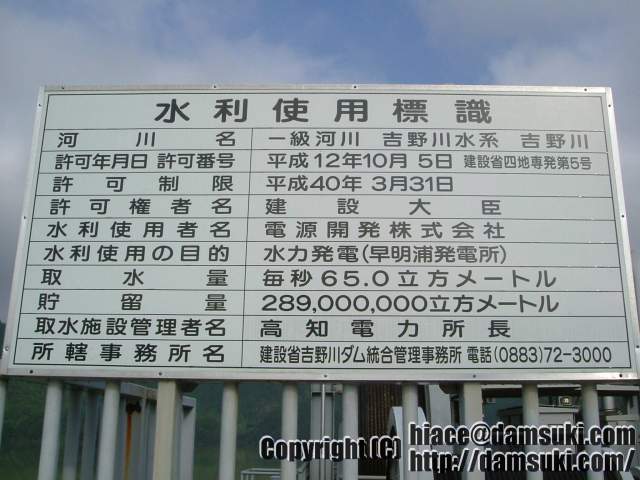 水利使用標識
河川名 一級河川 吉野川水系 吉野川
許可年月日 許可番号 平成12年10月 5日 建設省四地専発第5号
許可制限 平成40年 3月31日
許可権者名 建設大臣
水利使用者名 電源開発株式会社
水利使用の目的 水力発電(早明浦発電所)
取水量 毎秒65.0立方メートル
貯留量 289,000,000立方メートル
取水施設管理者名 高知電力所長
所轄事務所名 建設省吉野川ダム統合管理事務所 電話(0883)72-3000
Copyright(C) hiace@damsuki.com
http://damsuki.com/